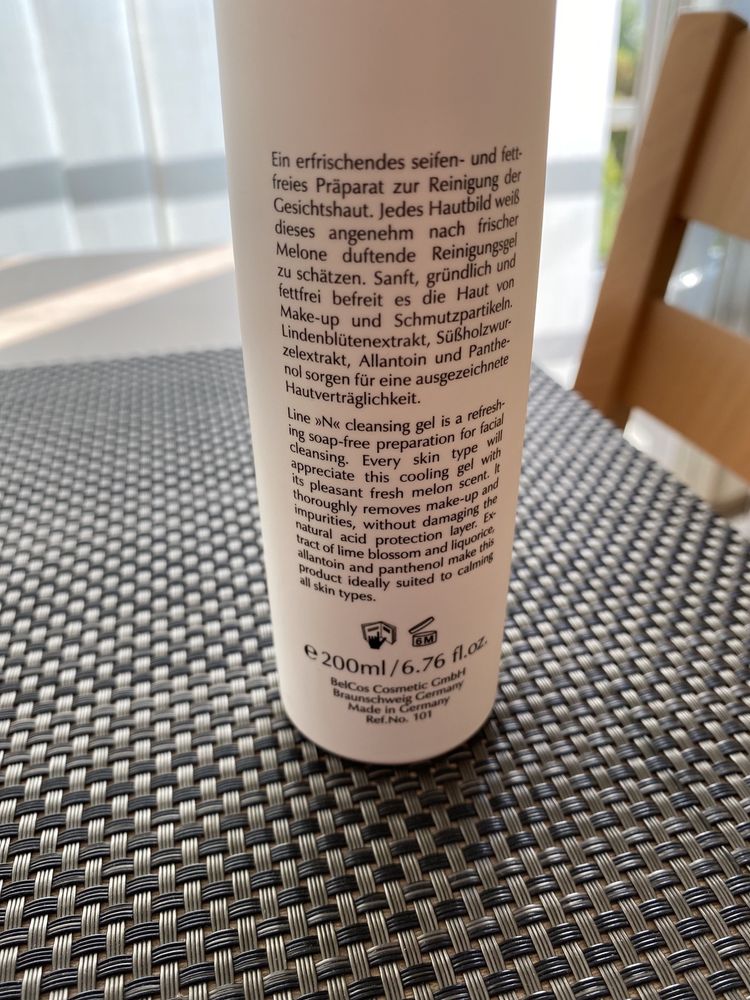 Ein erfrischendes seifen- und fett-
freies Präparat zur Reinigung der
Gesichtshaut. Jedes Hautbild weiß
dieses angenehm nach frischer
Melone duftende Reinigungsgel
zu schätzen. Sanft, gründlich und
fettfrei befreit es die Haut von
Make-up und Schmutzpartikeln.
Lindenblütenextrakt, Süßholzwur-
zelextrakt, Allantoin und Panthe-
nol sorgen für eine ausgezeichnete
Hautverträglichkeit.
Line »N« cleansing gel is a refresh-
ing soap-free preparation for facial
cleansing. Every skin type will
appreciate this cooling gel with
its pleasant fresh melon scent. It
thoroughly removes make-up and
impurities, without damaging the
natural acid protection layer. Ex-
tract of lime blossom and liquorice,
allantoin and panthenol make this
product ideally suited to calming
all skin types.
6M
e 200ml/6.76 fl.oz.
BelCos Cosmetic GmbH
Braunschweig Germany
Made in Germany
Ref.No. 101